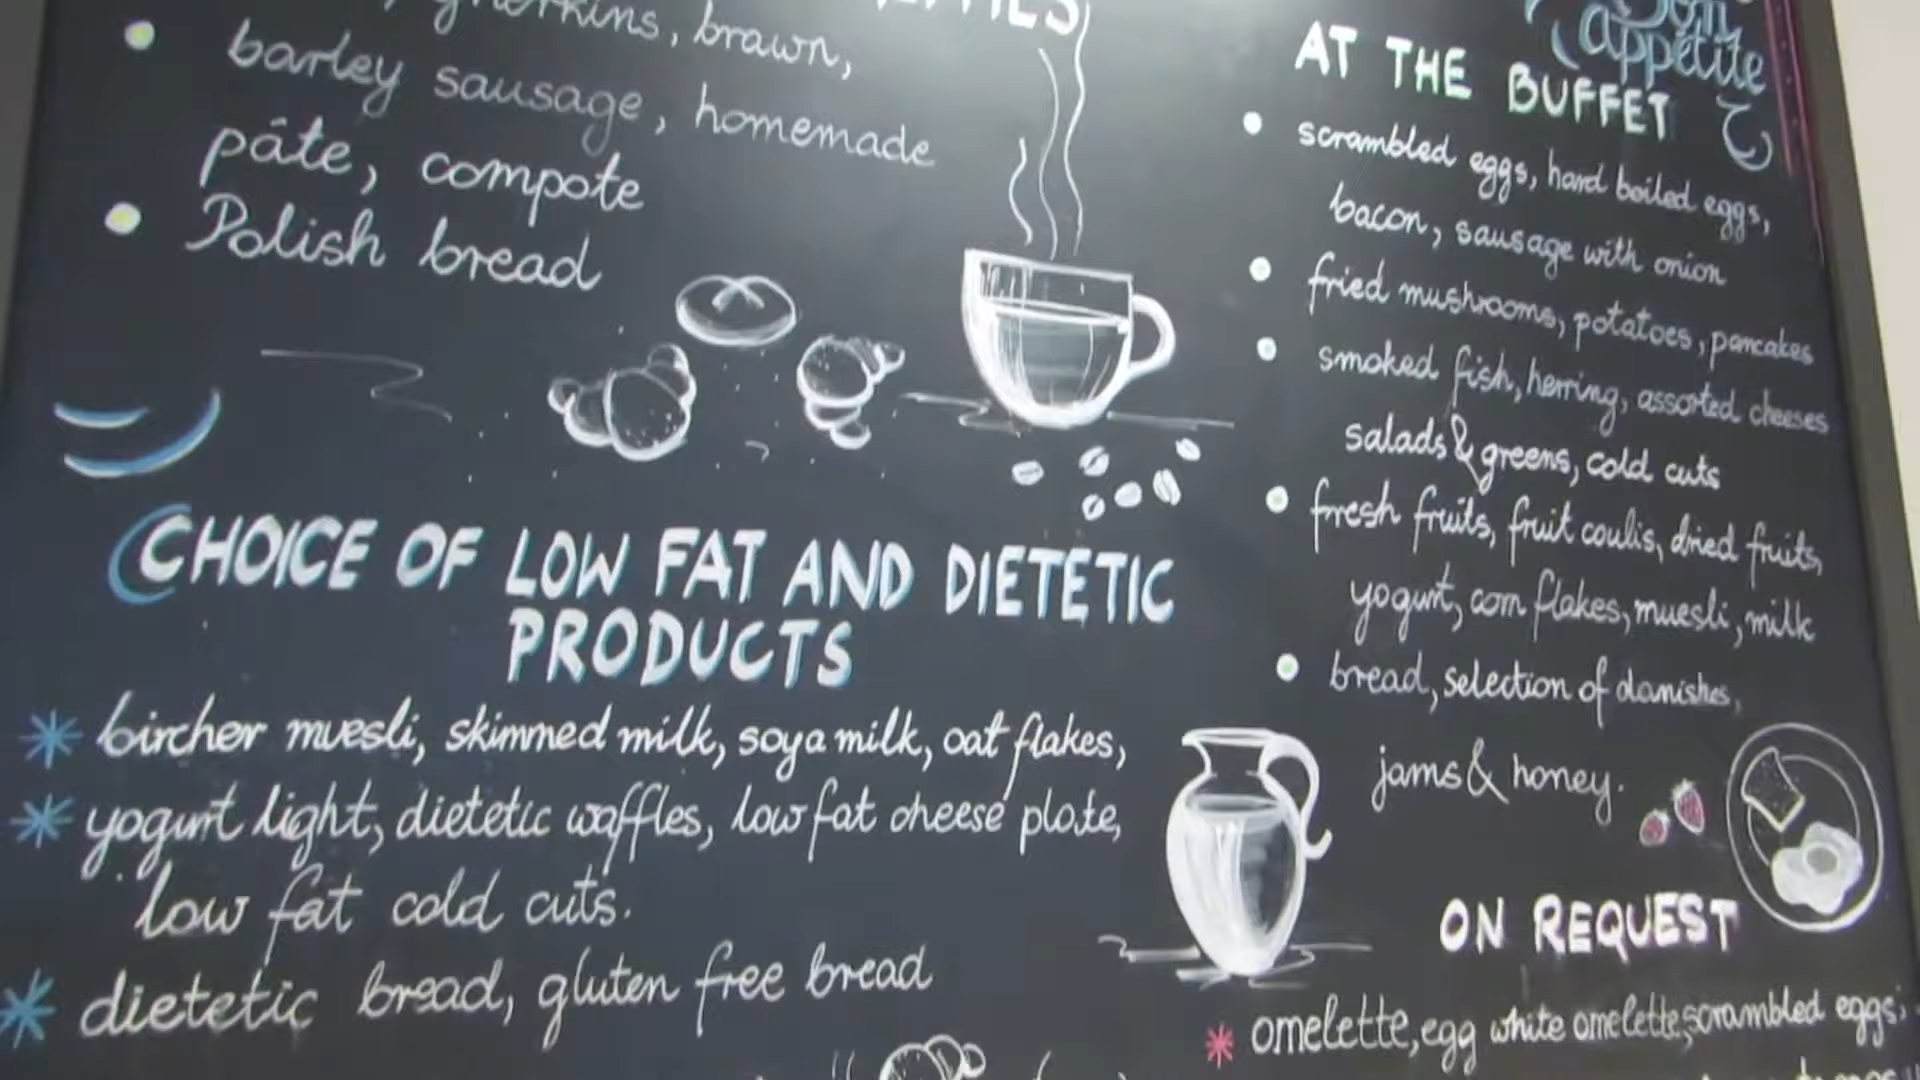 gherkins, brawn,
barley sausage, homemade
pâte, compote
Polish bread
CHOICE OF LOW FAT AND DIETETIC
PRODUCTS
bircher muesli, skimmed milk, soya milk, oat flakes,
yogurt light, dietetic waffles, low fat cheese plate,
low fat cold cuts.
dietetic bread, gluten free bread
Bon
appetite
AT THE BUFFET
scrambled eggs, hard boiled eggs,
bacon, sausage with onion
fried mushrooms, potatoes, pancakes
smoked fish, herring, assorted cheeses
salads & greens, cold cuts
fresh fruits, fruit coulis, dried fruits,
yogurt, corn flakes, muesli, milk
bread, selection of danishes,
jams & honey.
ON REQUEST
omelette, egg white omelette, scrambled eggs,